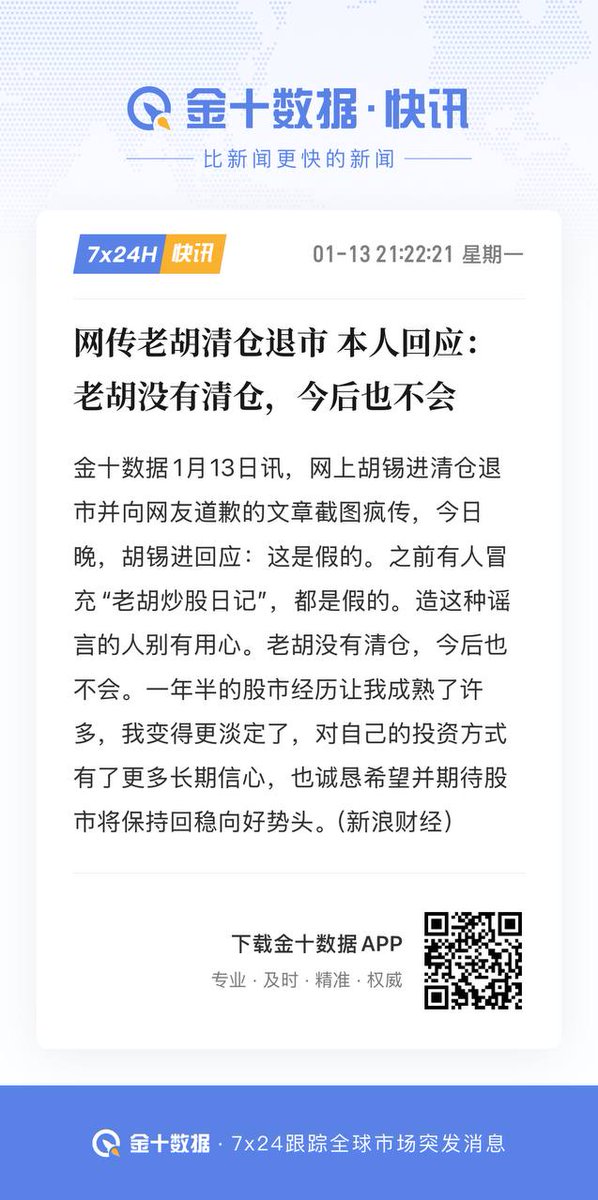 金十数据·快讯
比新闻更快的新闻
7x24H 快讯
01-13 21:22:21 星期一
网传老胡清仓退市 本人回应：
老胡没有清仓，今后也不会
金十数据1月13日讯，网上胡锡进清仓退
市并向网友道歉的文章截图疯传，今日
晚，胡锡进回应：这是假的。之前有人冒
充“老胡炒股日记”，都是假的。造这种谣
言的人别有用心。老胡没有清仓，今后也
不会。一年半的股市经历让我成熟了许
多，我变得更淡定了，对自己的投资方式
有了更多长期信心，也诚恳希望并期待股
市将保持回稳向好势头。（新浪财经）
下载金十数据APP
专业·及时·精准·权威
金十数据·7x24跟踪全球市场突发消息